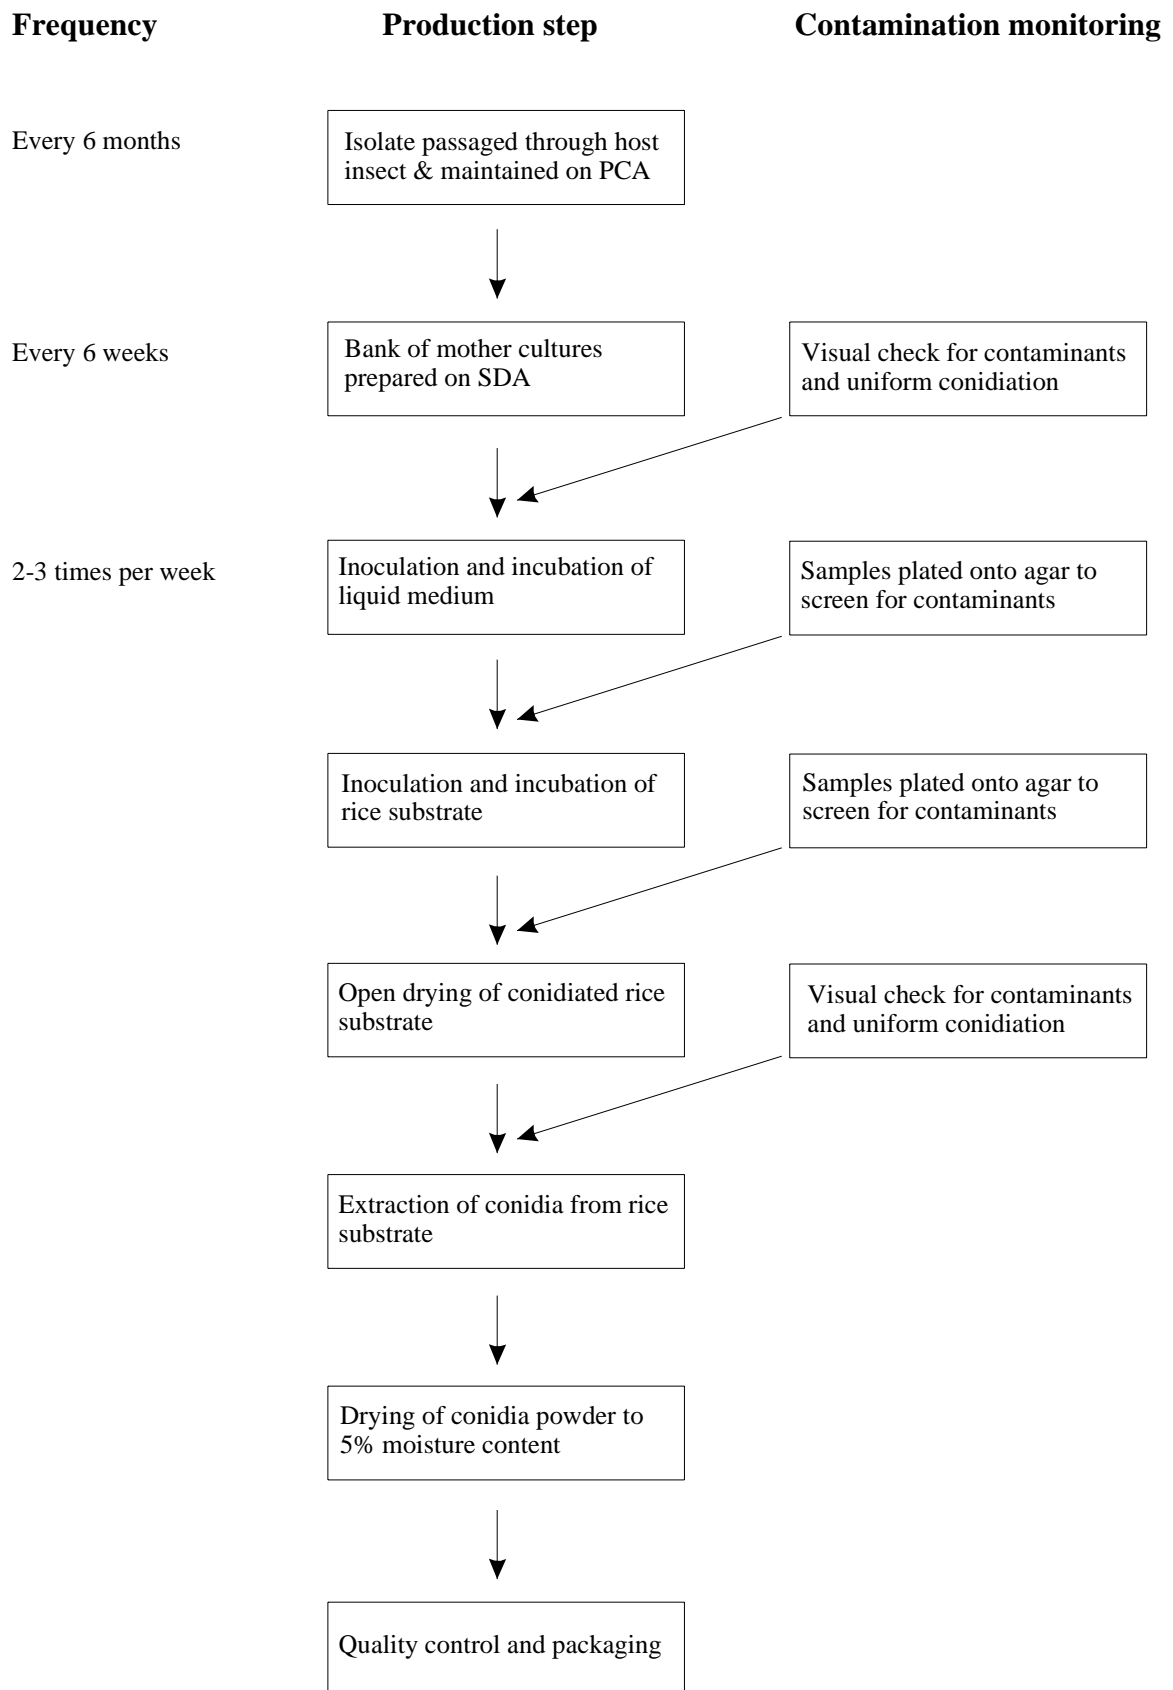 Frequency
Production step
Contamination monitoring
Every 6 months
Isolate passaged through host
insect & maintained on PCA
Every 6 weeks
Bank of mother cultures
prepared on SDA
Visual check for contaminants
and uniform conidiation
2-3 times per week
Inoculation and incubation of
liquid medium
Samples plated onto agar to
screen for contaminants
Inoculation and incubation of
rice substrate
Samples plated onto agar to
screen for contaminants
Open drying of conidiated rice
substrate
Visual check for contaminants
and uniform conidiation
Extraction of conidia from rice
substrate
Drying of conidia powder to
5% moisture content
Quality control and packaging